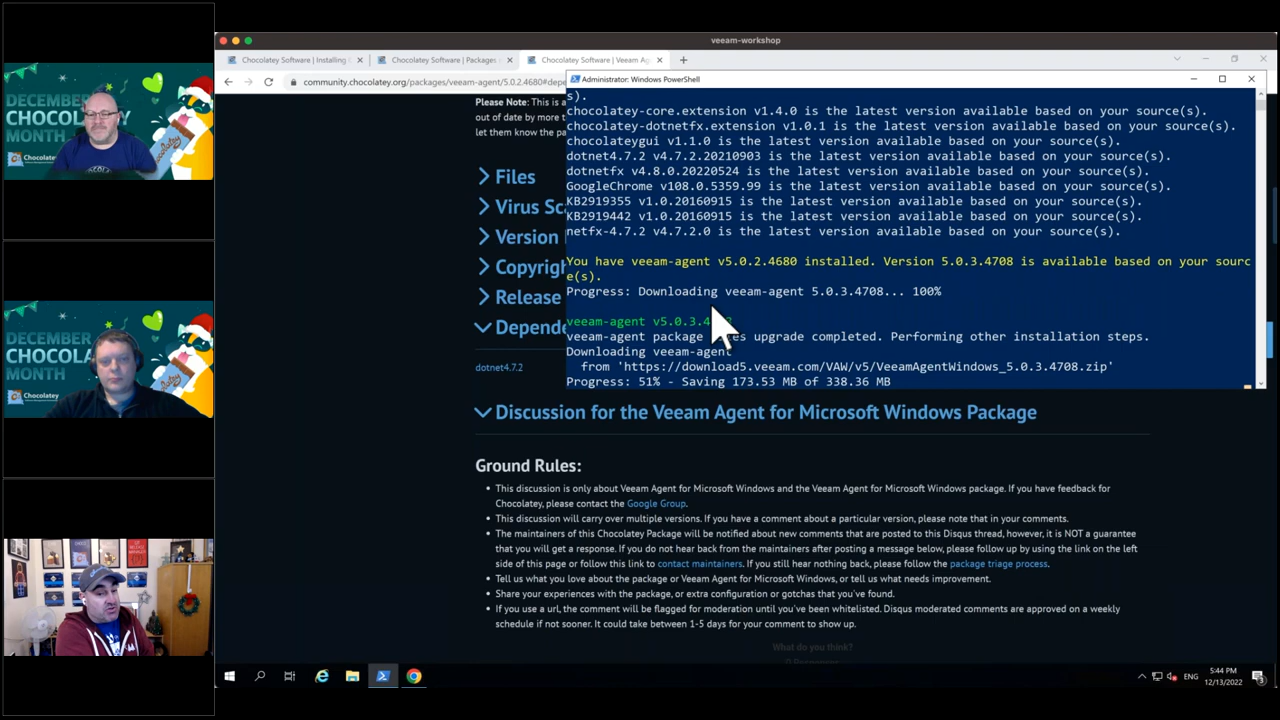 DECEMBER
CHOCOLATEY
MONTH
Chocolatey
DECEMBER
CHOCOLATEY
MONTH
Chocolatey
veeam-workshop
Chocolatey Software | Installing
Chocolatey Software | Packages
Chocolatey Software | Veeam Ag
community.chocolatey.org/packages/veeam-agent/5.0.2.4680#depe
Administrator: Windows PowerShell
Please Note: This is a
out of date by more t
let them know the pa
Files
Virus Sc
Version
Copyrigh
Release
Depende
dotnet4.7.2
s).
chocolatey-core.extension v1.4.0 is the latest version available based on your source(s).
chocolatey-dotnetfx.extension v1.0.1 is the latest version available based on your source(s).
chocolateygui v1.1.0 is the latest version available based on your source(s).
dotnet4.7.2 v4.7.2.20210903 is the latest version available based on your source(s).
dotnetfx v4.8.0.20220524 is the latest version available based on your source(s).
GoogleChrome v108.0.5359.99 is the latest version available based on your source(s).
KB2919355 v1.0.20160915 is the latest version available based on your source(s).
KB2919442 v1.0.20160915 is the latest version available based on your source(s).
netfx-4.7.2 v4.7.2.0 is the latest version available based on your source(s).
You have veeam-agent v5.0.2.4680 installed. Version 5.0.3.4708 is available based on your sourc
e(s).
Progress: Downloading veeam-agent 5.0.3.4708... 100%
veeam-agent v5.0.3.4
veeam-agent package es upgrade completed. Performing other installation steps.
Downloading veeam-agent
from 'https://download5.veeam.com/VAW/v5/VeeamAgentWindows_5.0.3.4708.zip'
Progress: 51% - Saving 173.53 MB of 338.36 MB
Discussion for the Veeam Agent for Microsoft Windows Package
Ground Rules:
• This discussion is only about Veeam Agent for Microsoft Windows and the Veeam Agent for Microsoft Windows package. If you have feedback for
Chocolatey, please contact the Google Group.
• This discussion will carry over multiple versions. If you have a comment about a particular version, please note that in your comments.
• The maintainers of this Chocolatey Package will be notified about new comments that are posted to this Disqus thread, however, it is NOT a guarantee
that you will get a response. If you do not hear back from the maintainers after posting a message below, please follow up by using the link on the left
side of this page or follow this link to contact maintainers. If you still hear nothing back, please follow the package triage process.
• Tell us what you love about the package or Veeam Agent for Microsoft Windows, or tell us what needs improvement.
• Share your experiences with the package, or extra configuration or gotchas that you've found.
• If you use a url, the comment will be flagged for moderation until you've been whitelisted. Disqus moderated comments are approved on a weekly
schedule if not sooner. It could take between 1-5 days for your comment to show up.
What do you think?
ENG
5:44 PM
12/13/2022